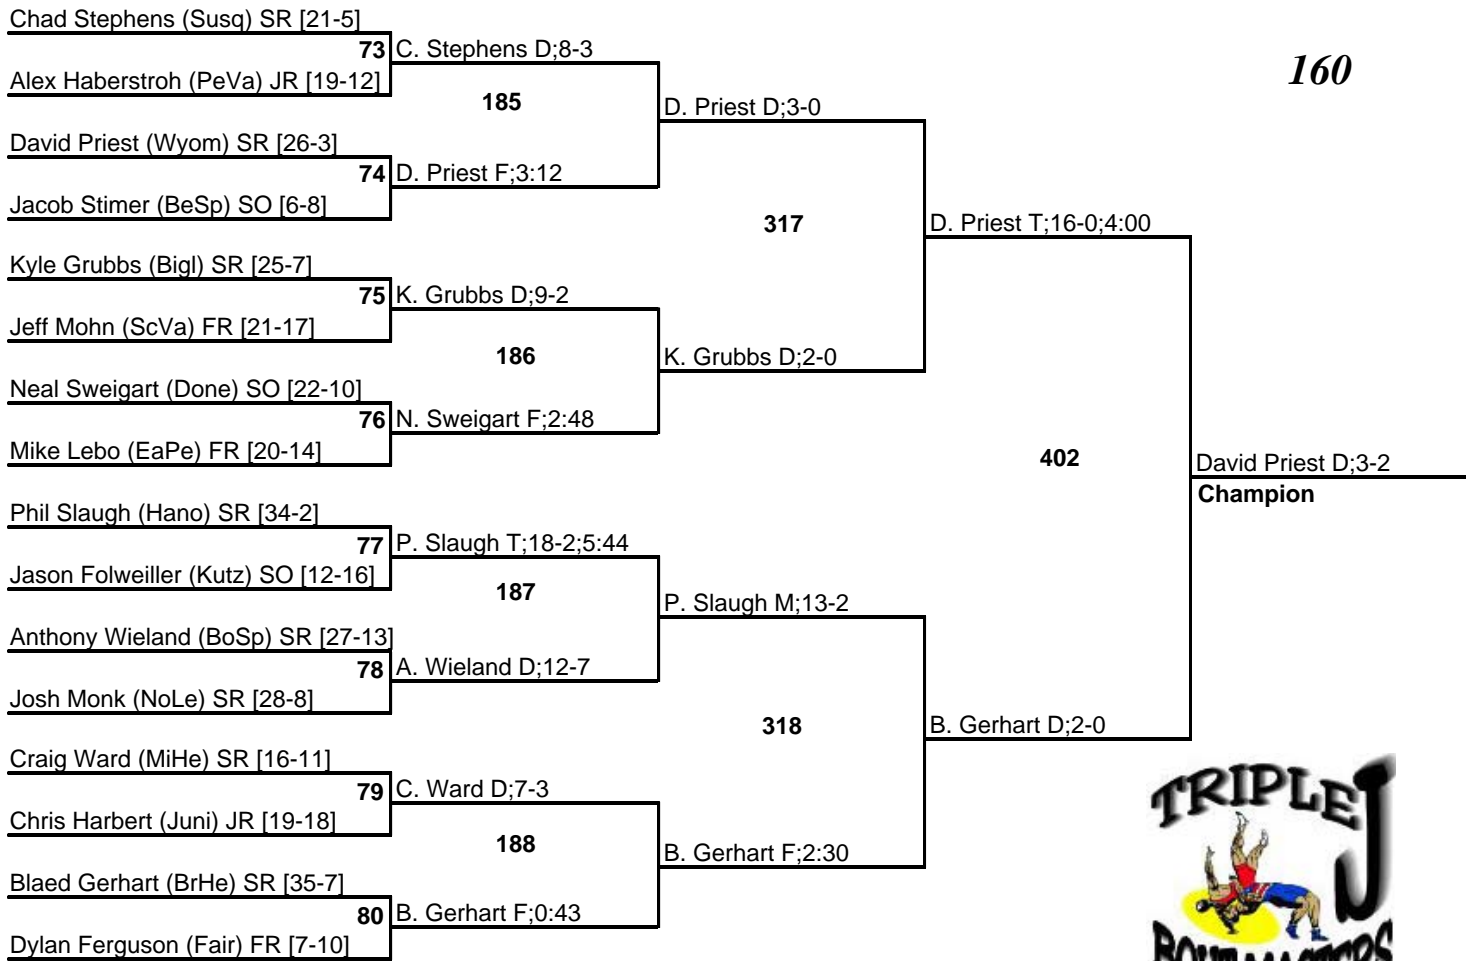 160
Chad Stephens (Susq) SR [21-5]
73 C. Stephens D;8-3
Alex Haberstroh (PeVa) JR [19-12]
185
D. Priest D;3-0
David Priest (Wyom) SR [26-3]
74 D. Priest F;3:12
Jacob Stimer (BeSp) SO [6-8]
317
D. Priest T;16-0;4:00
Kyle Grubbs (Bigl) SR [25-7]
75 K. Grubbs D;9-2
Jeff Mohn (ScVa) FR [21-17]
186
K. Grubbs D;2-0
Neal Sweigart (Done) SO [22-10]
76 N. Sweigart F;2:48
Mike Lebo (EaPe) FR [20-14]
402
David Priest D;3-2
Champion
Phil Slaugh (Hano) SR [34-2]
77 P. Slaugh T;18-2;5:44
Jason Folweiller (Kutz) SO [12-16]
187
P. Slaugh M;13-2
Anthony Wieland (BoSp) SR [27-13]
78 A. Wieland D;12-7
Josh Monk (NoLe) SR [28-8]
318
B. Gerhart D;2-0
Craig Ward (MiHe) SR [16-11]
79 C. Ward D;7-3
Chris Harbert (Juni) JR [19-18]
188
B. Gerhart F;2:30
Blaed Gerhart (BrHe) SR [35-7]
80 B. Gerhart F;0:43
Dylan Ferguson (Fair) FR [7-10]
TRIPLE J
BOUT MASTERS